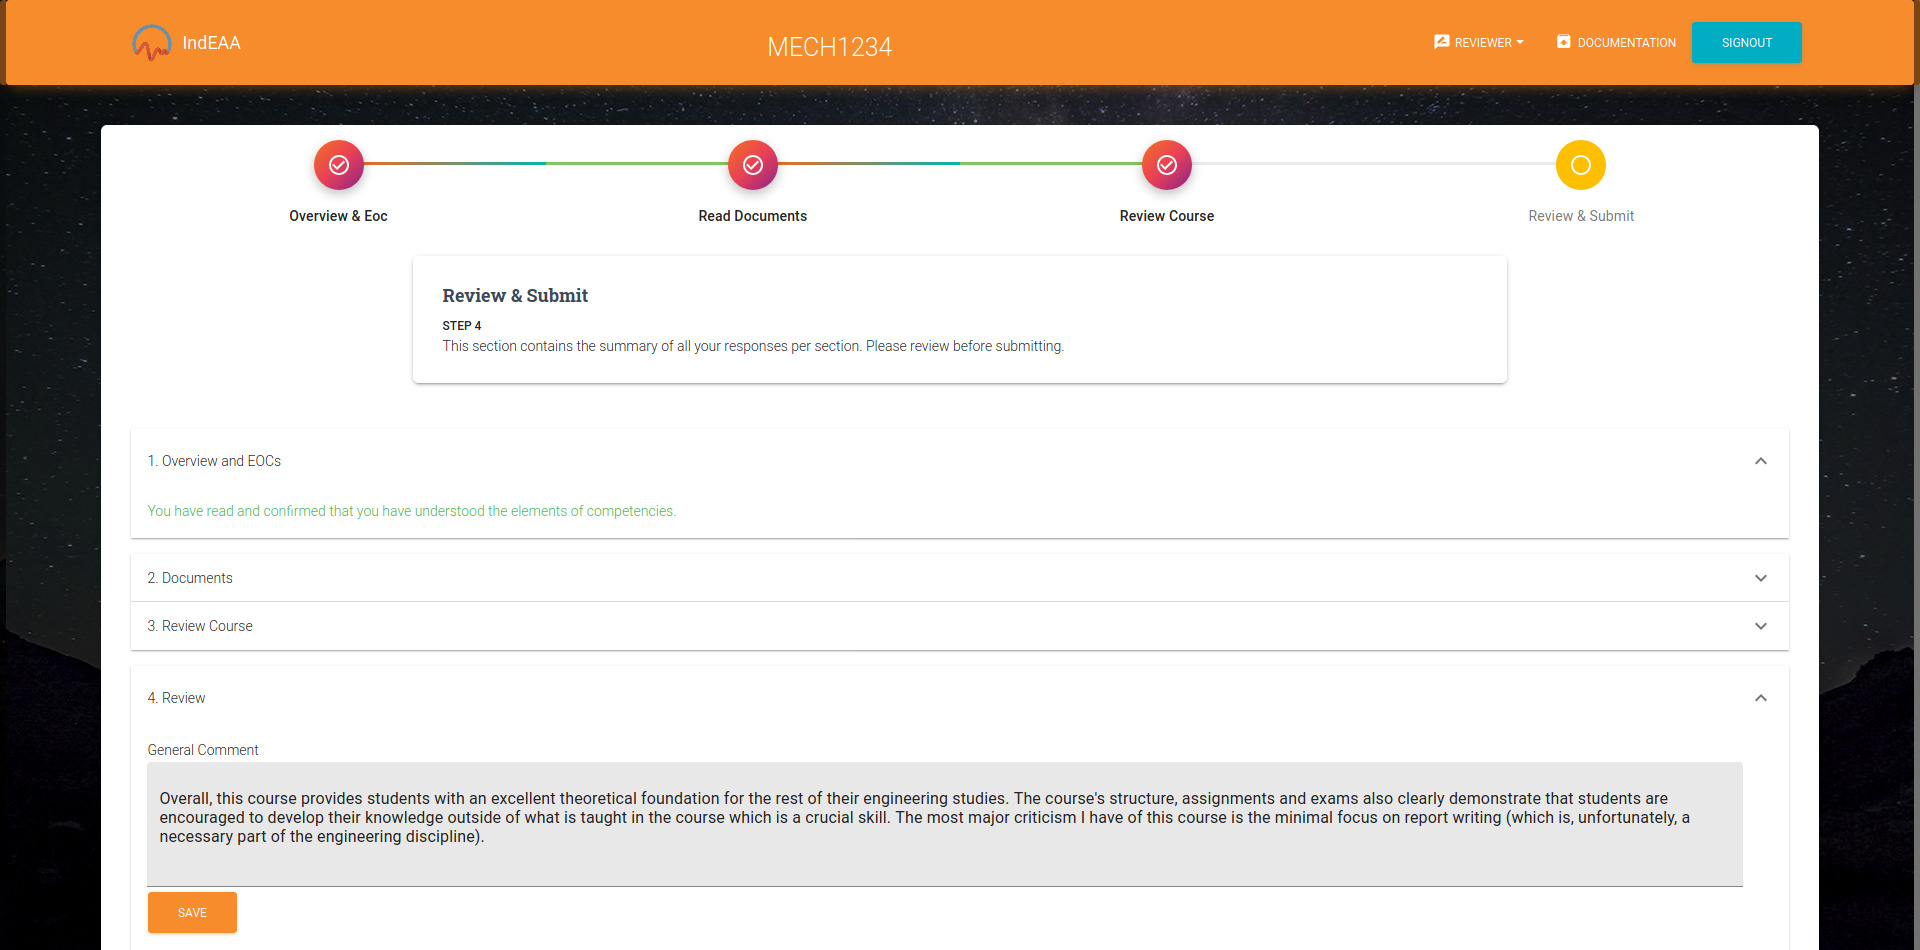 IndEAA
MECH1234
REVIEWER
DOCUMENTATION
SIGNOUT
Overview & Eoc
Read Documents
Review Course
Review & Submit
Review & Submit
STEP 4
This section contains the summary of all your responses per section. Please review before submitting.
1. Overview and EOCs
You have read and confirmed that you have understood the elements of competencies.
2. Documents
3. Review Course
4. Review
General Comment
Overall, this course provides students with an excellent theoretical foundation for the rest of their engineering studies. The course's structure, assignments and exams also clearly demonstrate that students are
encouraged to develop their knowledge outside of what is taught in the course which is a crucial skill. The most major criticism I have of this course is the minimal focus on report writing (which is, unfortunately, a
necessary part of the engineering discipline).
SAVE